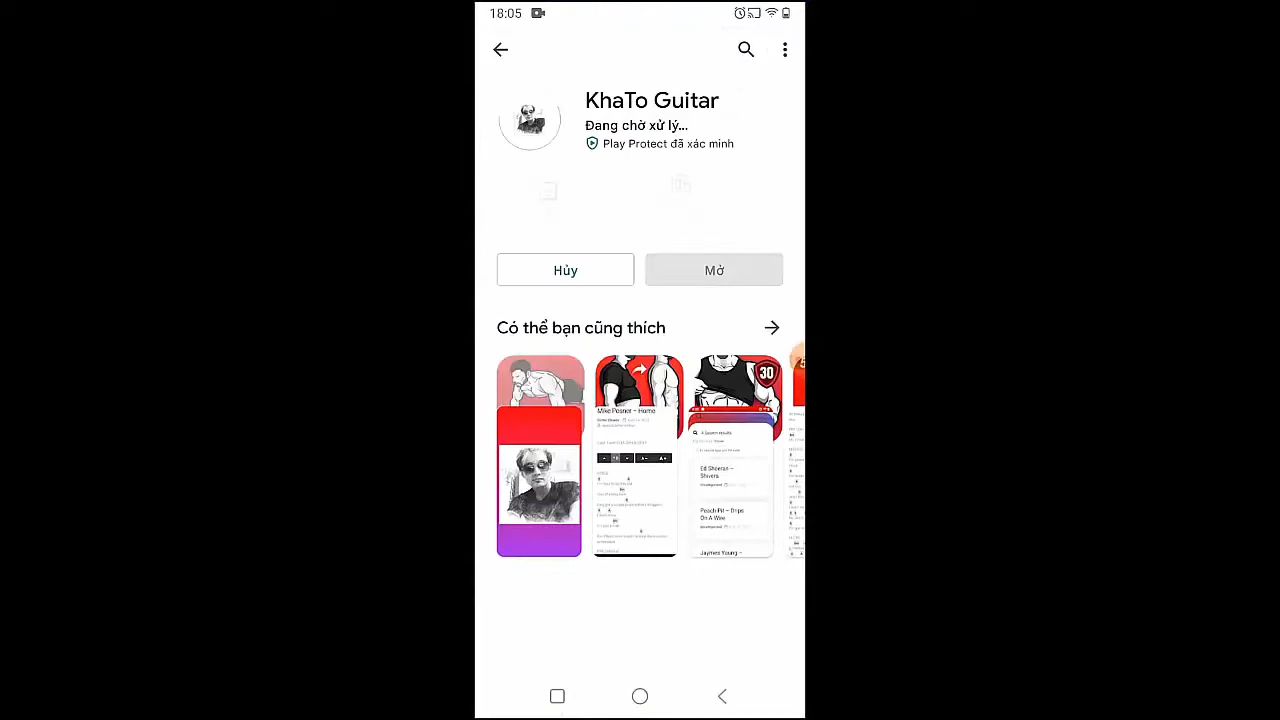 18:05
KhaTo Guitar
Đang chờ xử lý...
Play Protect đã xác minh
Hủy
Mở
Có thể bạn cũng thích
30
Mike Posner – Home
Ed Sheeran –
Shivers
Peach Pit – Drips
On A Wire
Jaymes Young –